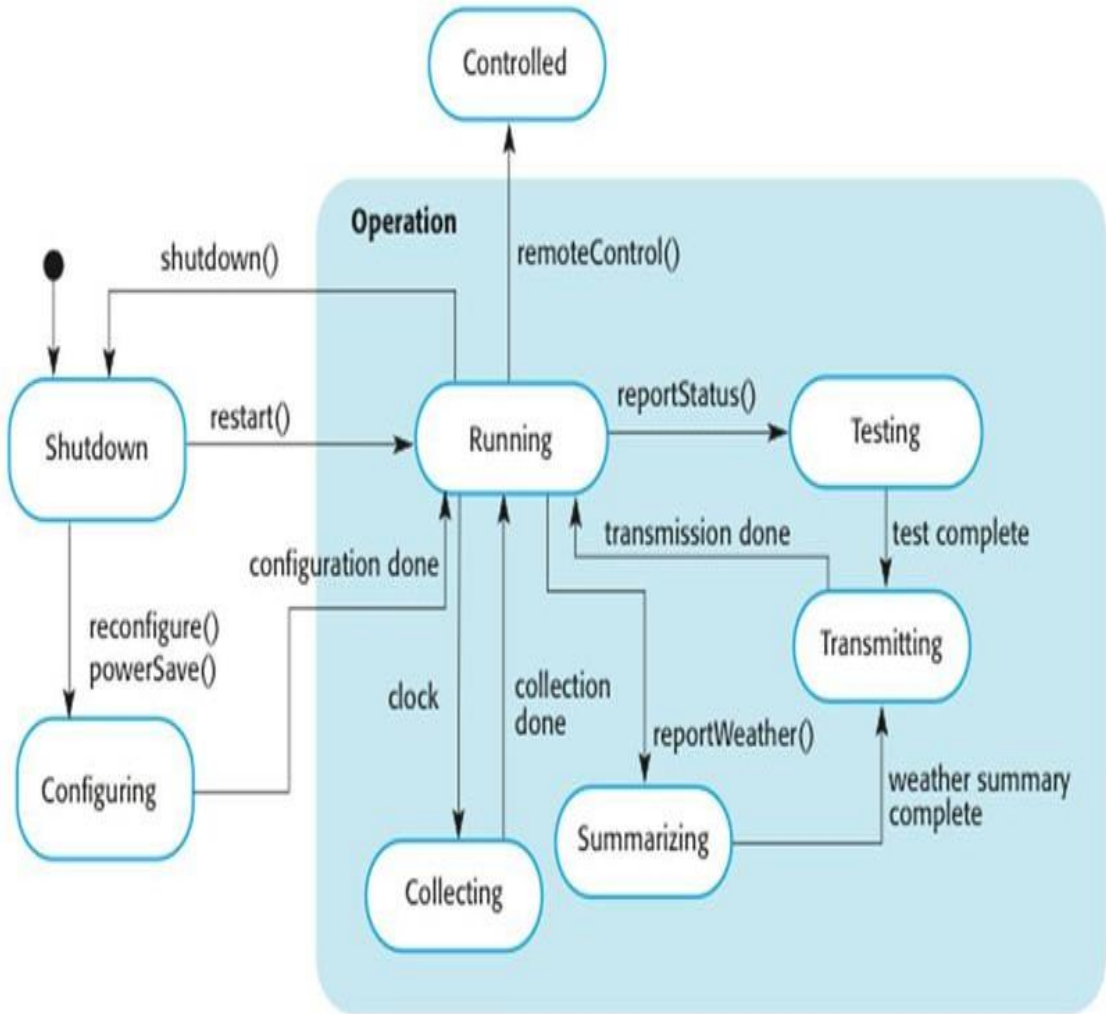 Controlled
Operation
shutdown()
remoteControl()
Shutdown
restart()
Running
reportStatus()
Testing
configuration done
transmission done
test complete
reconfigure()
powerSave()
Transmitting
clock
collection
done
reportWeather()
Configuring
weather summary
complete
Summarizing
Collecting